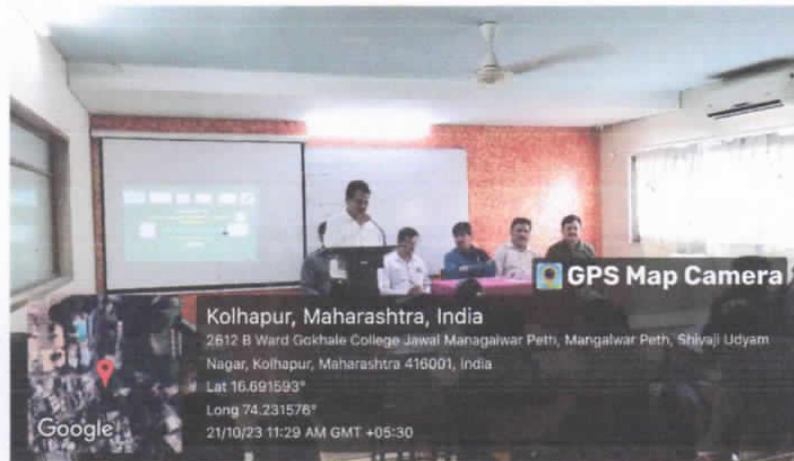 GPS Map Camera
Kolhapur, Maharashtra, India
2612 B Ward Gokhale College Jawal Managalwar Peth, Mangalwar Peth, Shivaji Udyam
Nagar, Kolhapur, Maharashtra 416001, India
Lat 16.691593°
Long 74.231576°
21/10/23 11:29 AM GMT +05:30
Google